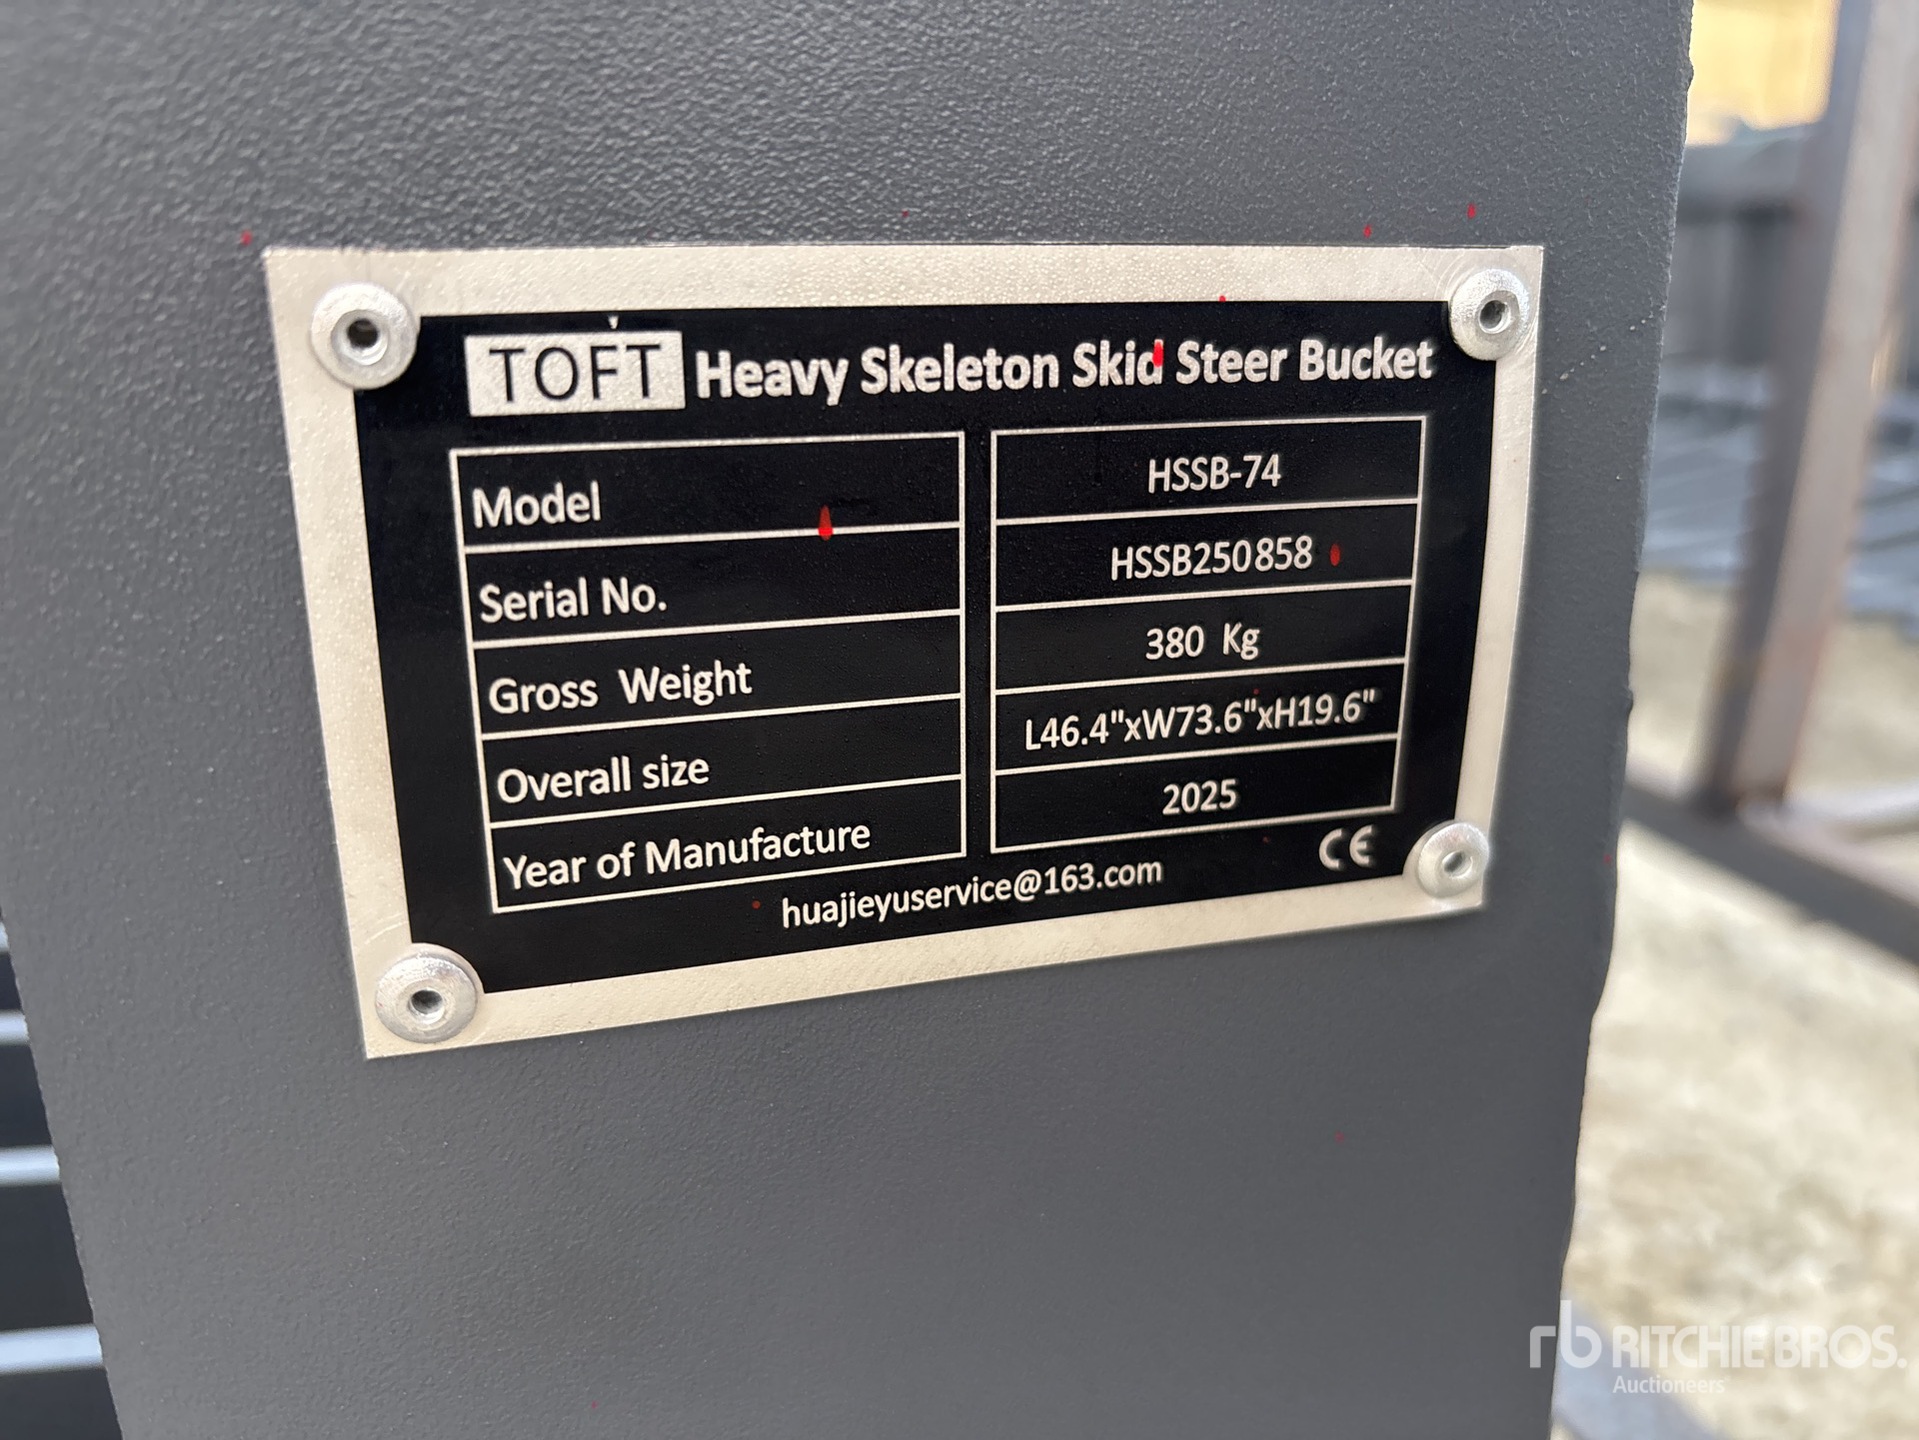 TOFT Heavy Skeleton Skid Steer Bucket
Model HSSB-74
Serial No. HSSB250858
Gross Weight 380 Kg
Overall size L46.4"xW73.6"xH19.6"
Year of Manufacture 2025
huajieyuservice@163.com CE
rb RITCHIE BROS.
Auctioneers